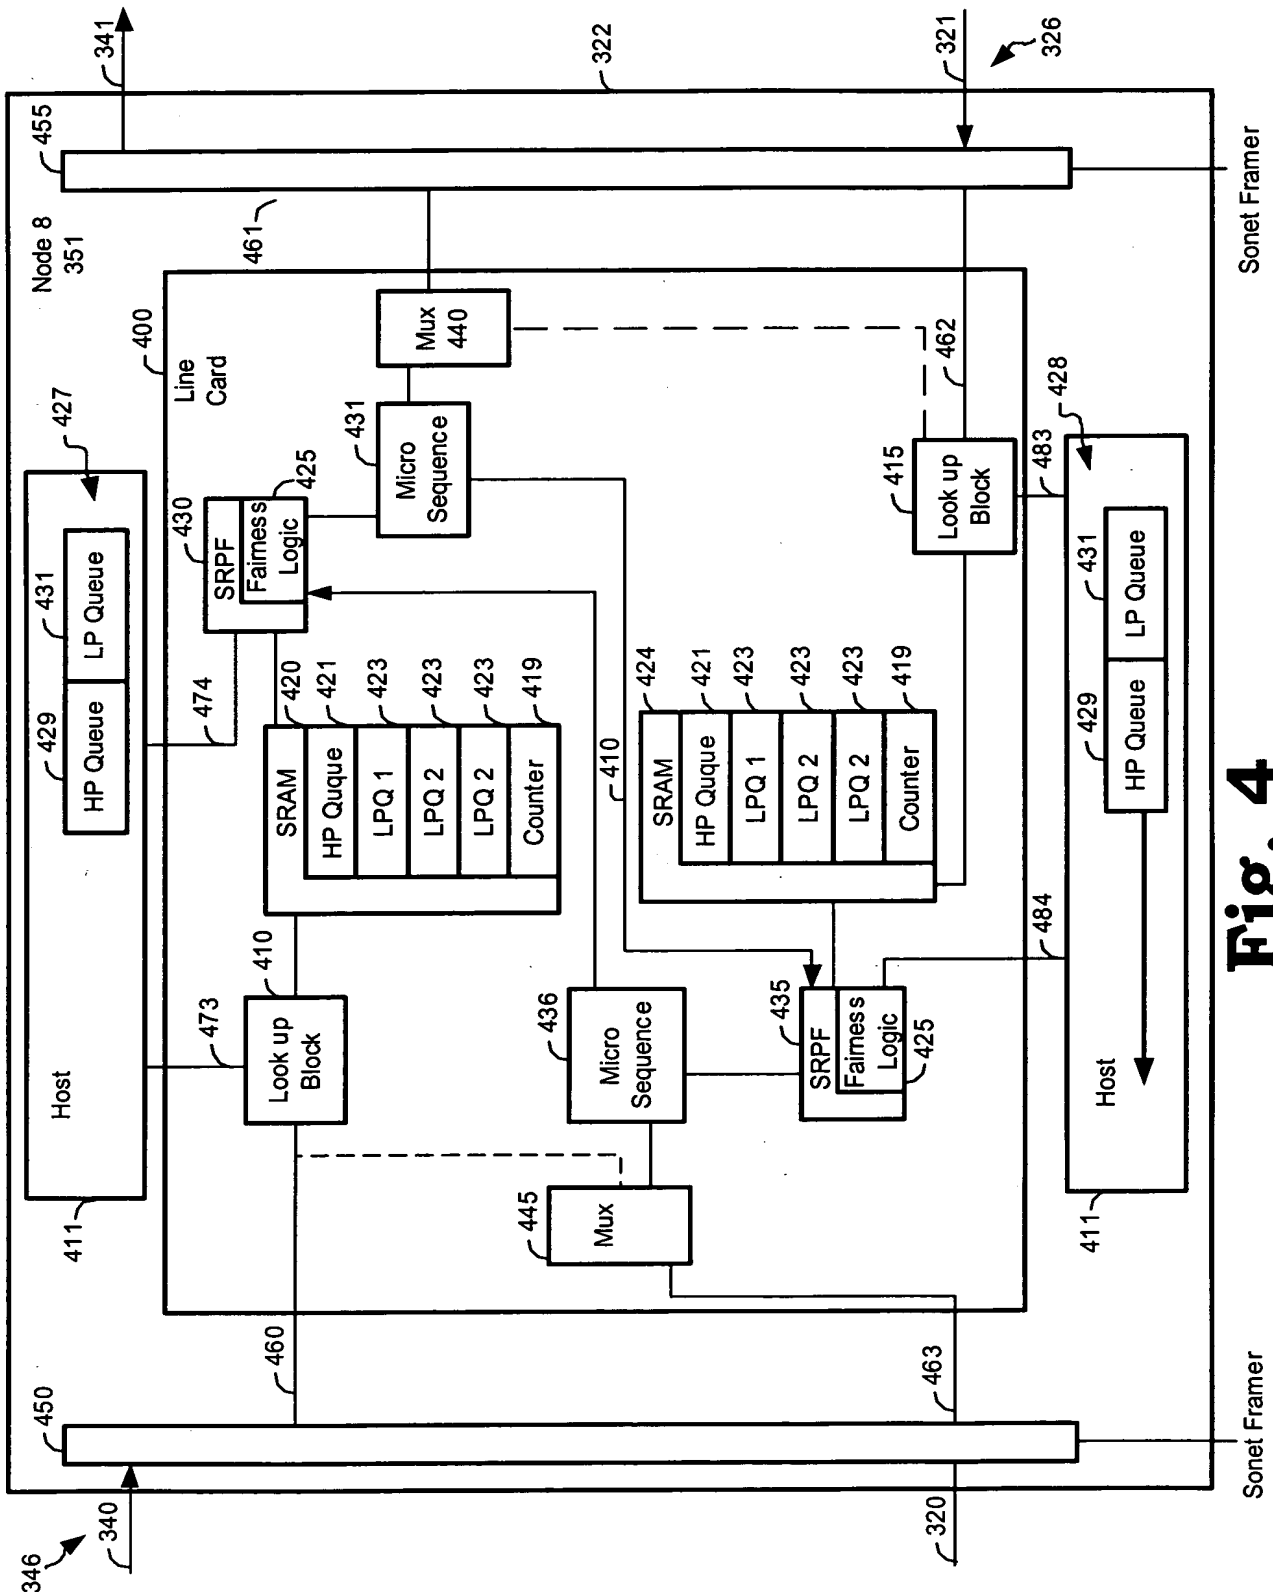 346
340
320
450
Sonet Framer
460
463
411
Host
427
429
HP Queue
431
LP Queue
473
474
Node 8
351
322
455
Sonet Framer
341
321
326
461
400
Line
Card
410
Look up
Block
420
SRAM
421
HP Quque
423
LPQ 1
423
LPQ 2
423
LPQ 2
419
Counter
430
SRPF
Fairness
Logic
425
431
Micro
Sequence
Mux
440
445
Mux
436
Micro
Sequence
410
435
SRPF
Fairness
Logic
425
424
SRAM
421
HP Quque
423
LPQ 1
423
LPQ 2
423
LPQ 2
419
Counter
415
Look up
Block
462
483
484
428
411
Host
429
HP Queue
431
LP Queue
Fig. 4